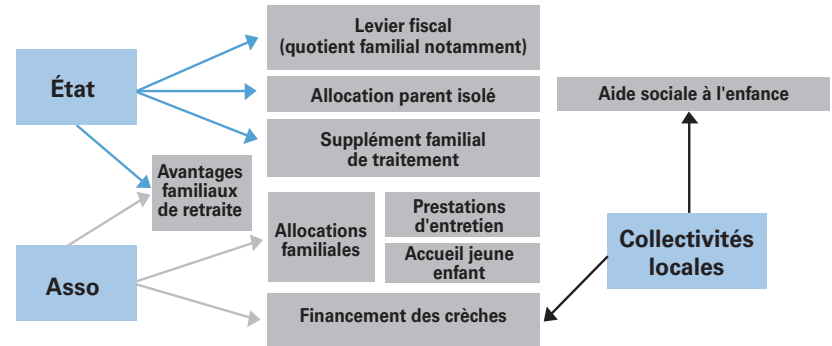 Levier fiscal
(quotient familial notamment)
État
Allocation parent isolé
Aide sociale à l'enfance
Supplément familial
de traitement
Avantages
familiaux
de retraite
Allocations
familiales
Prestations
d'entretien
Accueil jeune
enfant
Collectivités
locales
Asso
Financement des crèches